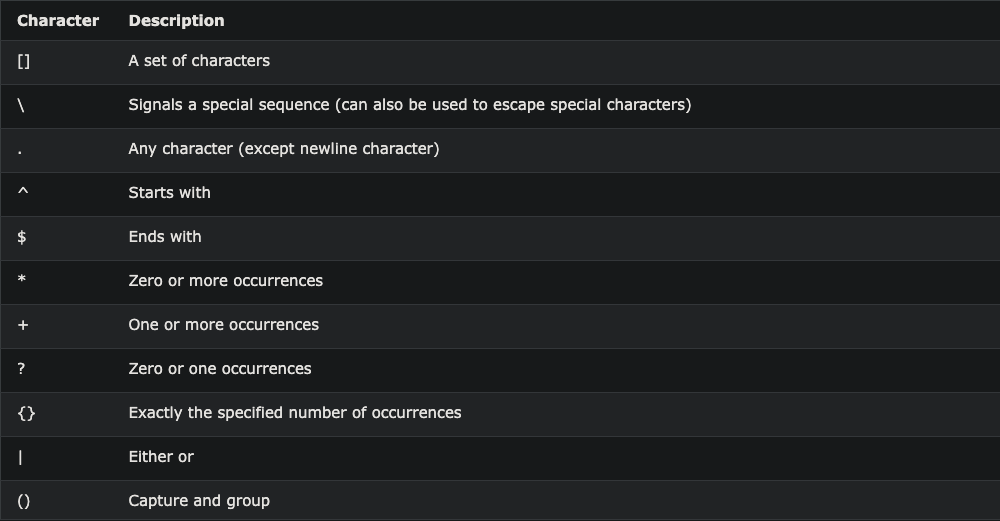 Character Description
[] A set of characters
\ Signals a special sequence (can also be used to escape special characters)
. Any character (except newline character)
^ Starts with
$ Ends with
* Zero or more occurrences
+ One or more occurrences
? Zero or one occurrences
{} Exactly the specified number of occurrences
| Either or
() Capture and group